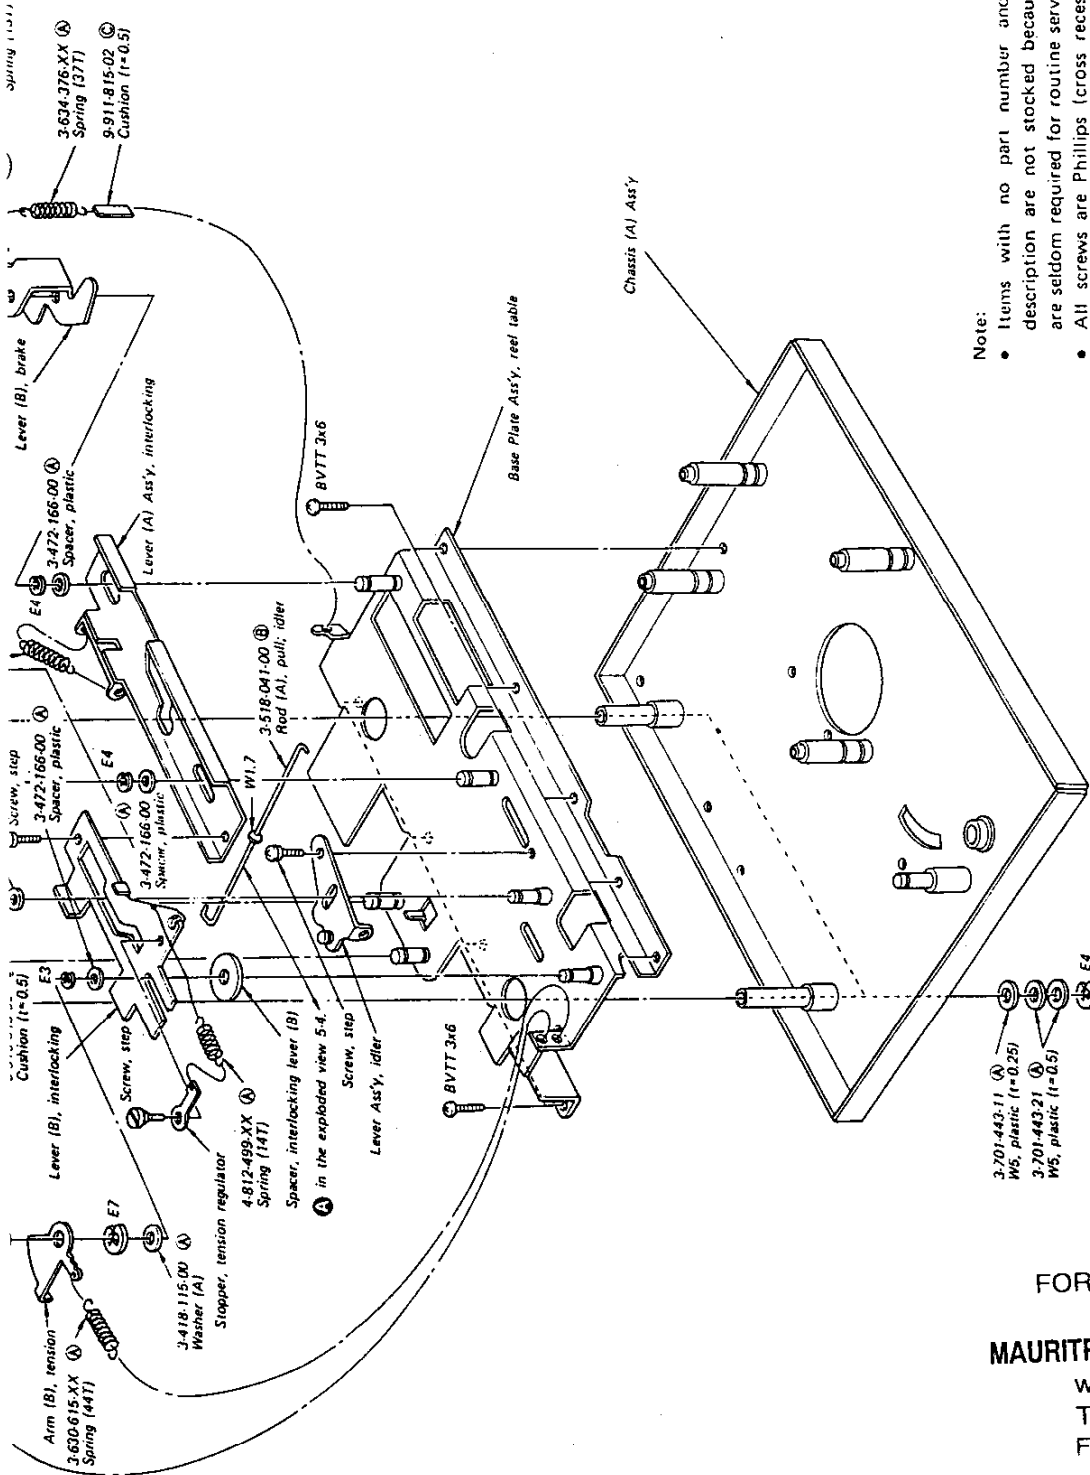 Spring (13T)
3-634-376-XX Ⓐ
Spring (37T)
9-911-815-02 Ⓒ
Cushion (t=0.5)
Lever (B), brake
3-472-166-00 Ⓐ
Spacer, plastic
E4
Lever (A) Ass'y, interlocking
Screw, step
3-472-166-00 Ⓐ
Spacer, plastic
E4
Ⓐ
3-472-166-00
Spacer, plastic
W1.7
3-518-041-00 Ⓑ
Rod (A), pull; idler
BVTT 3x6
Base Plate Ass'y, reel table
Chassis (A) Ass'y
Cushion (t=0.5)
E3
Lever (B), interlocking
Screw, step
4-812-499-XX Ⓐ
Spring (14T)
Spacer, interlocking lever (B)
A in the exploded view 5-4.
Screw, step
Lever Ass'y, idler
BVTT 3x6
Arm (B), tension
3-630-615-XX Ⓐ
Spring (44T)
E7
3-418-115-00 Ⓐ
Washer (A)
Stopper, tension regulator
3-701-443-11 Ⓐ
W5, plastic (t=0.25)
3-701-443-21 Ⓐ
W5, plastic (t=0.5)
E4
Note:
• Items with no part number and
description are not stocked becau
are seldom required for routine serv
• All screws are Phillips (cross reces
FOR
MAURITR
W
T
F